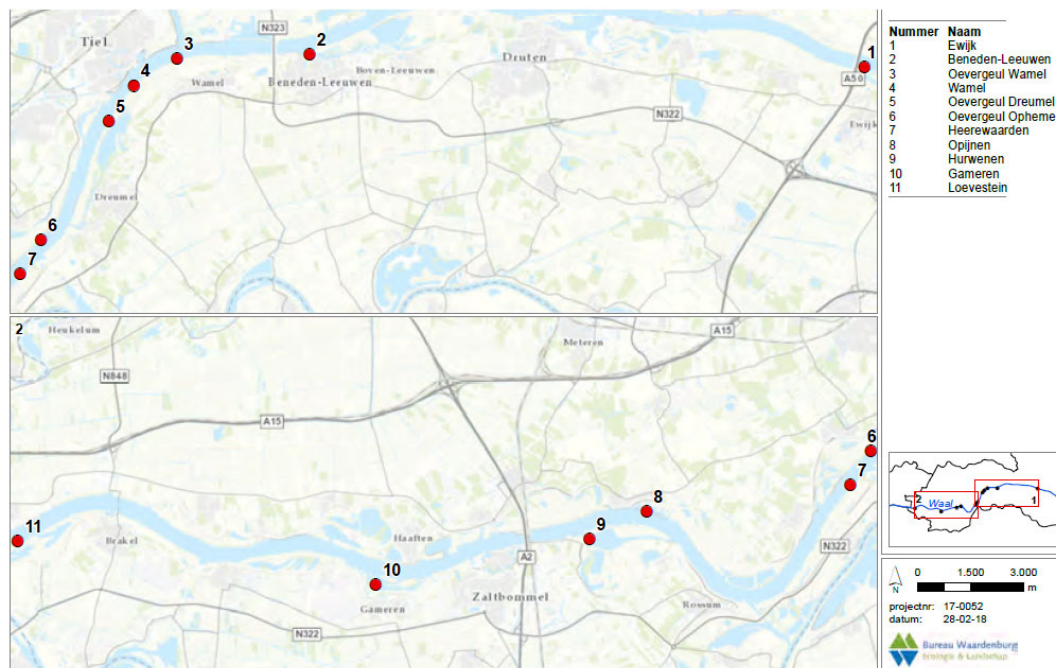 Tiel
3
N323
2
4
Wamel
Beneden-Leeuwen
Boven-Leeuwen
Druten
1
A50
5
N322
Ewijk
Dreumel
6
7
2
Heukelum
N848
A15
Meteren
A15
6
7
8
11
Brakel
Haaften
9
A2
N322
10
Gameren
Zaltbommel
Rossum
N322
Nummer Naam
1 Ewijk
2 Beneden-Leeuwen
3 Oevergeul Wamel
4 Wamel
5 Oevergeul Dreumel
6 Oevergeul Opheme
7 Heerewaarden
8 Opijnen
9 Hurwenen
10 Gameren
11 Loevestein
2 Waal 1
0 1.500 3.000
m
N
projectnr: 17-0052
datum: 28-02-18
Bureau Waardenburg
Ecologie & Landschap